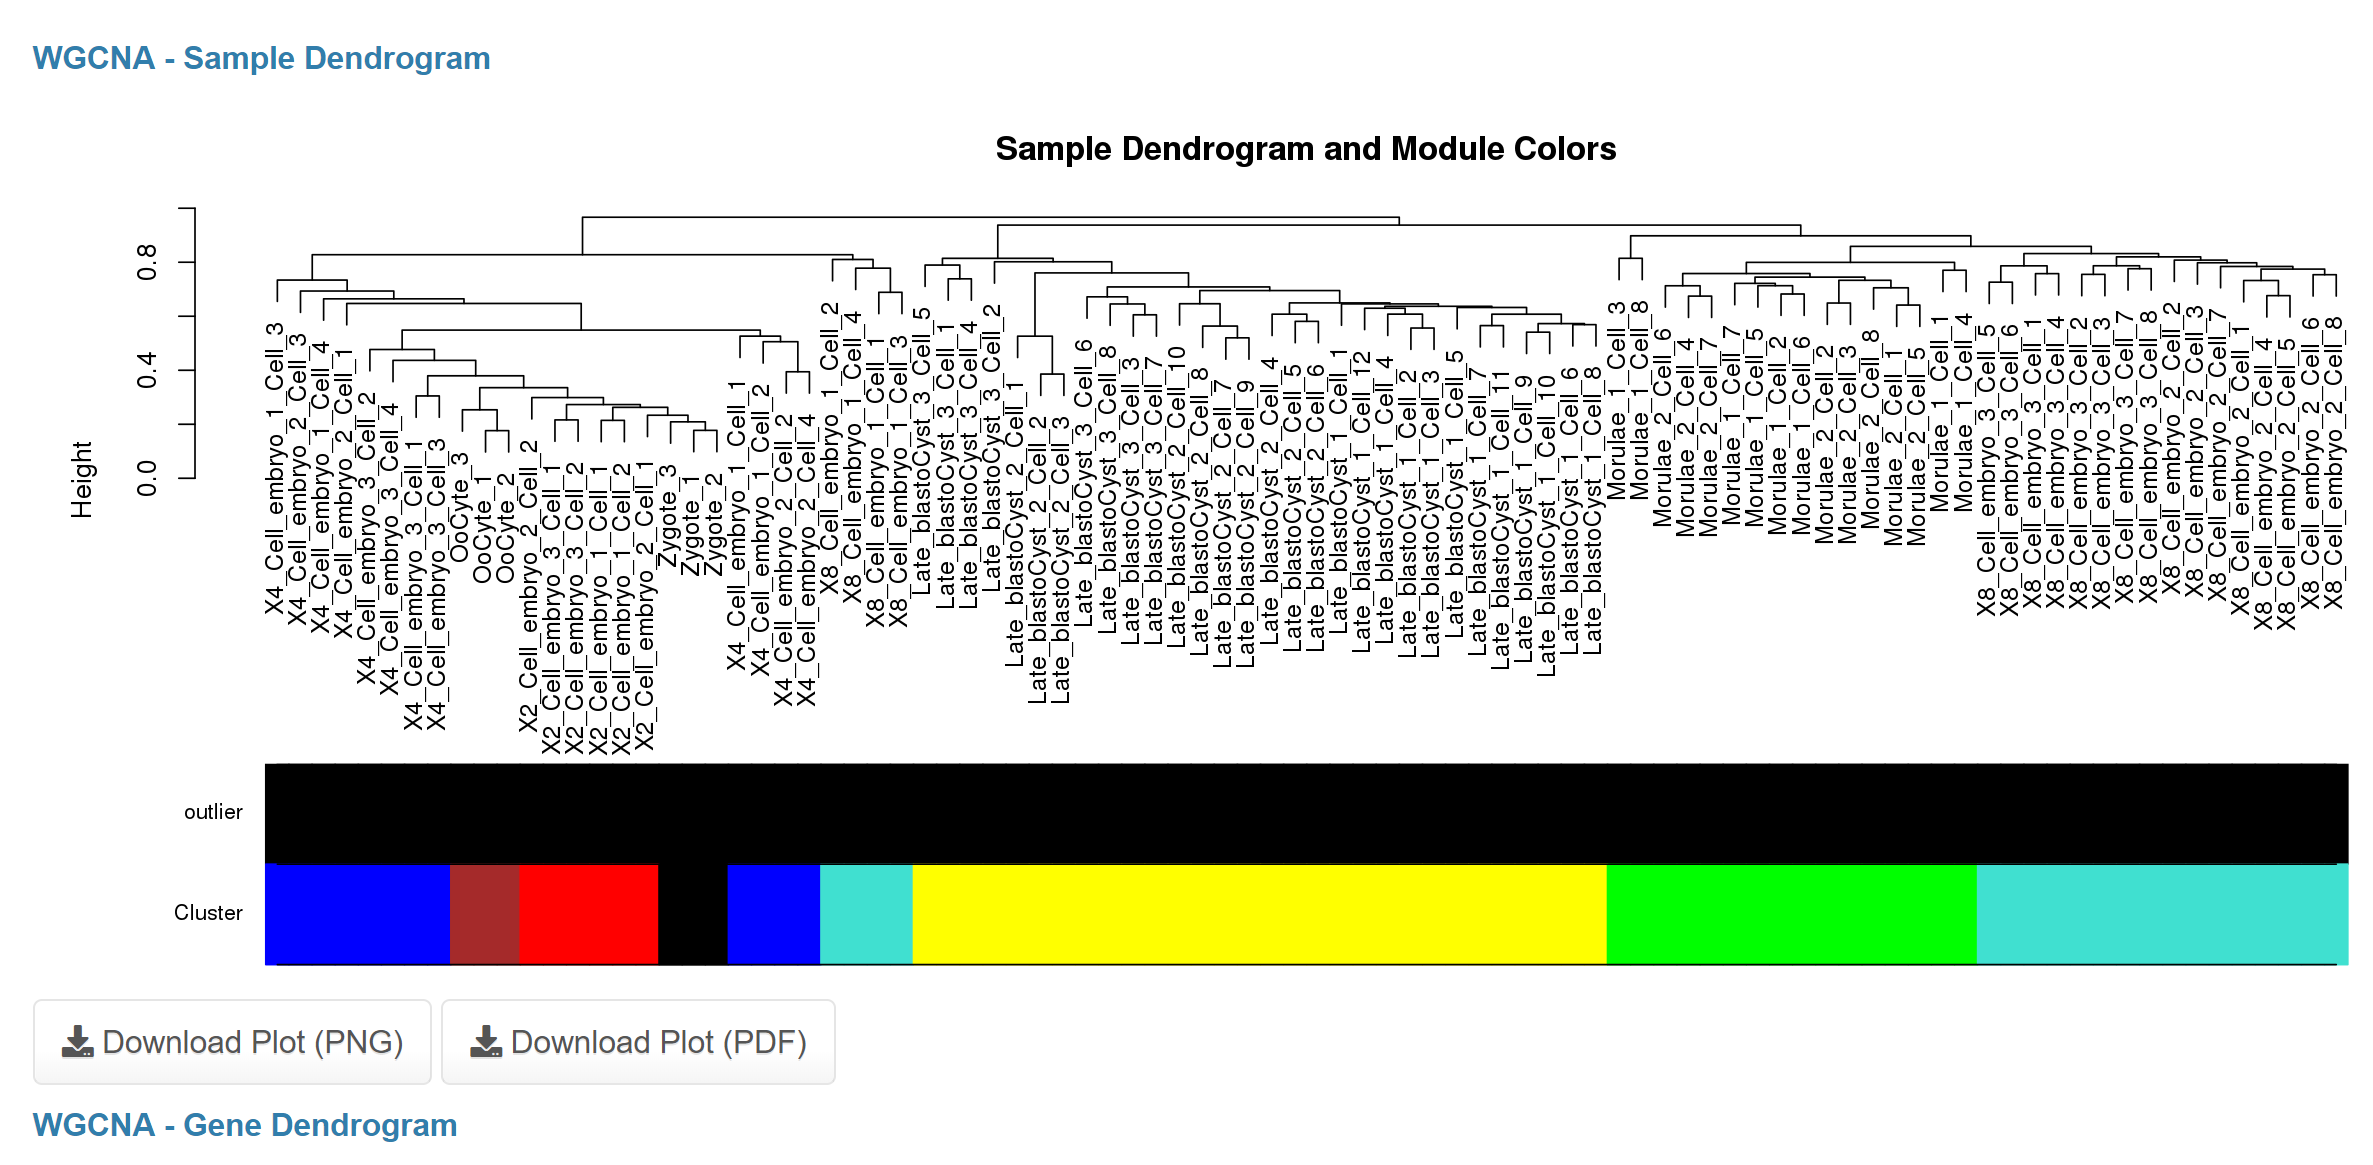 WGCNA - Sample Dendrogram
Sample Dendrogram and Module Colors
Height
0.0
0.4
0.8
X4_Cell_embryo_1_Cell_3
X4_Cell_embryo_2_Cell_3
X4_Cell_embryo_1_Cell_4
X4_Cell_embryo_2_Cell_1
X4_Cell_embryo_3_Cell_2
X4_Cell_embryo_3_Cell_4
X4_Cell_embryo_3_Cell_1
X4_Cell_embryo_3_Cell_3
OoCyte_3
OoCyte_1
OoCyte_2
X2_Cell_embryo_2_Cell_2
X2_Cell_embryo_3_Cell_1
X2_Cell_embryo_3_Cell_2
X2_Cell_embryo_1_Cell_1
X2_Cell_embryo_1_Cell_2
X2_Cell_embryo_2_Cell_1
Zygote_3
Zygote_1
Zygote_2
X4_Cell_embryo_1_Cell_1
X4_Cell_embryo_1_Cell_2
X4_Cell_embryo_2_Cell_2
X4_Cell_embryo_2_Cell_4
X8_Cell_embryo_1_Cell_2
X8_Cell_embryo_1_Cell_4
X8_Cell_embryo_1_Cell_1
X8_Cell_embryo_1_Cell_3
Late_blastoCyst_3_Cell_5
Late_blastoCyst_3_Cell_1
Late_blastoCyst_3_Cell_4
Late_blastoCyst_3_Cell_2
Late_blastoCyst_2_Cell_1
Late_blastoCyst_2_Cell_2
Late_blastoCyst_2_Cell_3
Late_blastoCyst_3_Cell_6
Late_blastoCyst_3_Cell_8
Late_blastoCyst_3_Cell_3
Late_blastoCyst_3_Cell_7
Late_blastoCyst_2_Cell_10
Late_blastoCyst_2_Cell_8
Late_blastoCyst_2_Cell_7
Late_blastoCyst_2_Cell_9
Late_blastoCyst_2_Cell_4
Late_blastoCyst_2_Cell_5
Late_blastoCyst_2_Cell_6
Late_blastoCyst_1_Cell_1
Late_blastoCyst_1_Cell_12
Late_blastoCyst_1_Cell_4
Late_blastoCyst_1_Cell_2
Late_blastoCyst_1_Cell_3
Late_blastoCyst_1_Cell_5
Late_blastoCyst_1_Cell_7
Late_blastoCyst_1_Cell_11
Late_blastoCyst_1_Cell_9
Late_blastoCyst_1_Cell_10
Late_blastoCyst_1_Cell_6
Late_blastoCyst_1_Cell_8
Morulae_1_Cell_3
Morulae_1_Cell_8
Morulae_2_Cell_6
Morulae_2_Cell_4
Morulae_2_Cell_7
Morulae_1_Cell_7
Morulae_1_Cell_5
Morulae_1_Cell_2
Morulae_1_Cell_6
Morulae_2_Cell_2
Morulae_2_Cell_3
Morulae_2_Cell_8
Morulae_2_Cell_1
Morulae_2_Cell_5
Morulae_1_Cell_1
Morulae_1_Cell_4
X8_Cell_embryo_3_Cell_5
X8_Cell_embryo_3_Cell_6
X8_Cell_embryo_3_Cell_1
X8_Cell_embryo_3_Cell_4
X8_Cell_embryo_3_Cell_2
X8_Cell_embryo_3_Cell_3
X8_Cell_embryo_3_Cell_7
X8_Cell_embryo_3_Cell_8
X8_Cell_embryo_2_Cell_2
X8_Cell_embryo_2_Cell_3
X8_Cell_embryo_2_Cell_7
X8_Cell_embryo_2_Cell_1
X8_Cell_embryo_2_Cell_4
X8_Cell_embryo_2_Cell_5
X8_Cell_embryo_2_Cell_6
X8_Cell_embryo_2_Cell_8
outlier
Cluster
Download Plot (PNG)
Download Plot (PDF)
WGCNA - Gene Dendrogram